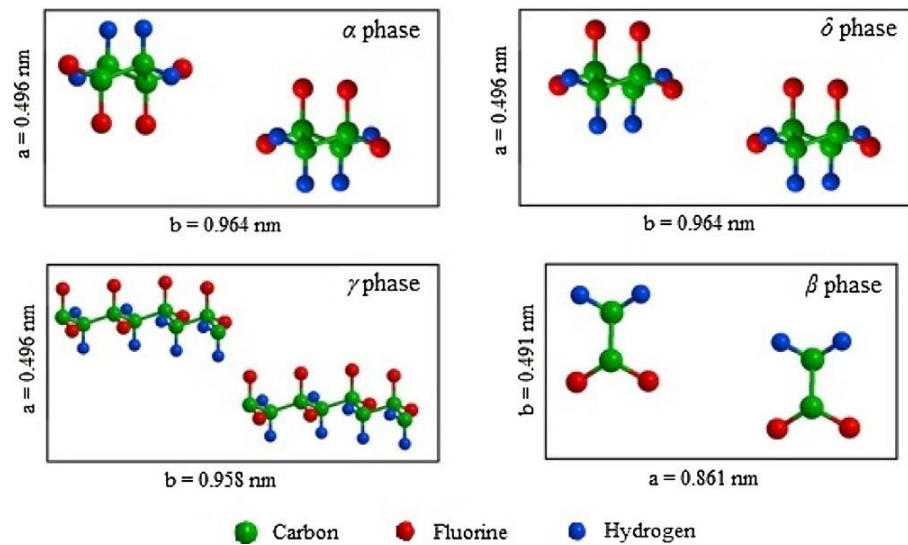 α phase
a = 0.496 nm
b = 0.964 nm
δ phase
a = 0.496 nm
b = 0.964 nm
γ phase
a = 0.496 nm
b = 0.958 nm
β phase
b = 0.491 nm
a = 0.861 nm
Carbon Fluorine Hydrogen